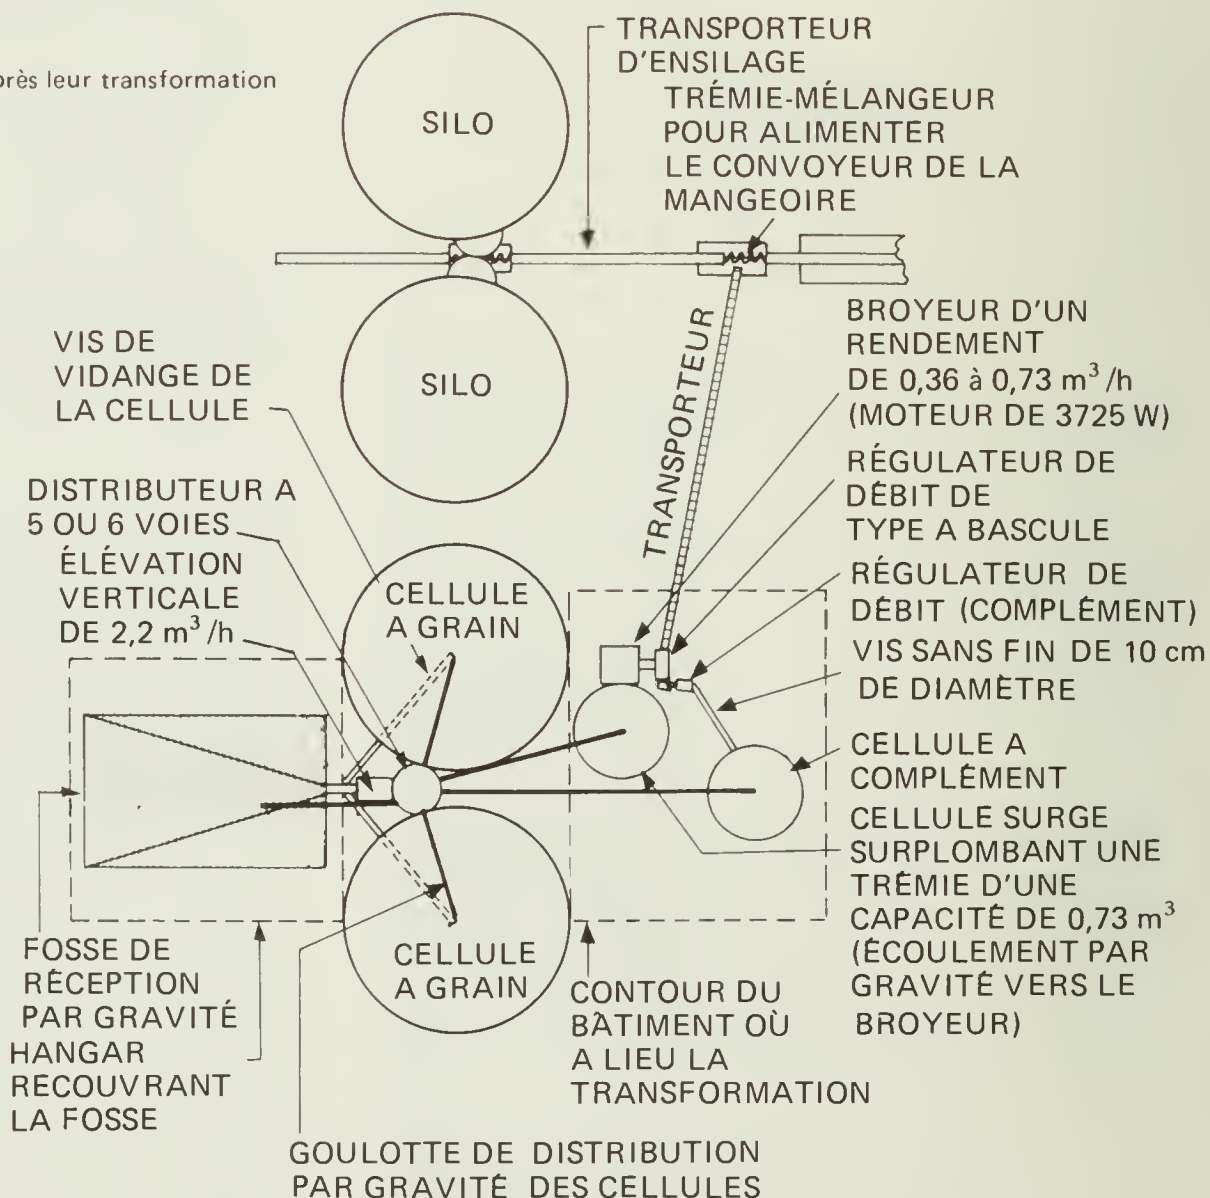 près leur transformation
TRANSPORTEUR
D'ENSILAGE
TRÉMIE-MÉLANGEUR
POUR ALIMENTER
LE CONVOYEUR DE LA
MANGEOIRE
SILO
SILO
TRANSPORTEUR
BROYEUR D'UN
RENDEMENT
DE 0,36 à 0,73 m³/h
(MOTEUR DE 3725 W)
RÉGULATEUR DE
DÉBIT DE
TYPE A BASCULE
RÉGULATEUR DE
DÉBIT (COMPLÉMENT)
VIS SANS FIN DE 10 cm
DE DIAMÈTRE
CELLULE A
COMPLÉMENT
CELLULE SURGE
SURPLOMBANT UNE
TRÉMIE D'UNE
CAPACITÉ DE 0,73 m³
(ÉCOULEMENT PAR
GRAVITÉ VERS LE
BROYEUR)
VIS DE
VIDANGE DE
LA CELLULE
DISTRIBUTEUR A
5 OU 6 VOIES
ÉLÉVATION
VERTICALE
DE 2,2 m³/h
CELLULE
A GRAIN
CELLULE
A GRAIN
FOSSE DE
RÉCEPTION
PAR GRAVITÉ
HANGAR
RECOUVRANT
LA FOSSE
CONTOUR DU
BÂTIMENT OÙ
A LIEU LA
TRANSFORMATION
GOULOTTE DE DISTRIBUTION
PAR GRAVITÉ DES CELLULES